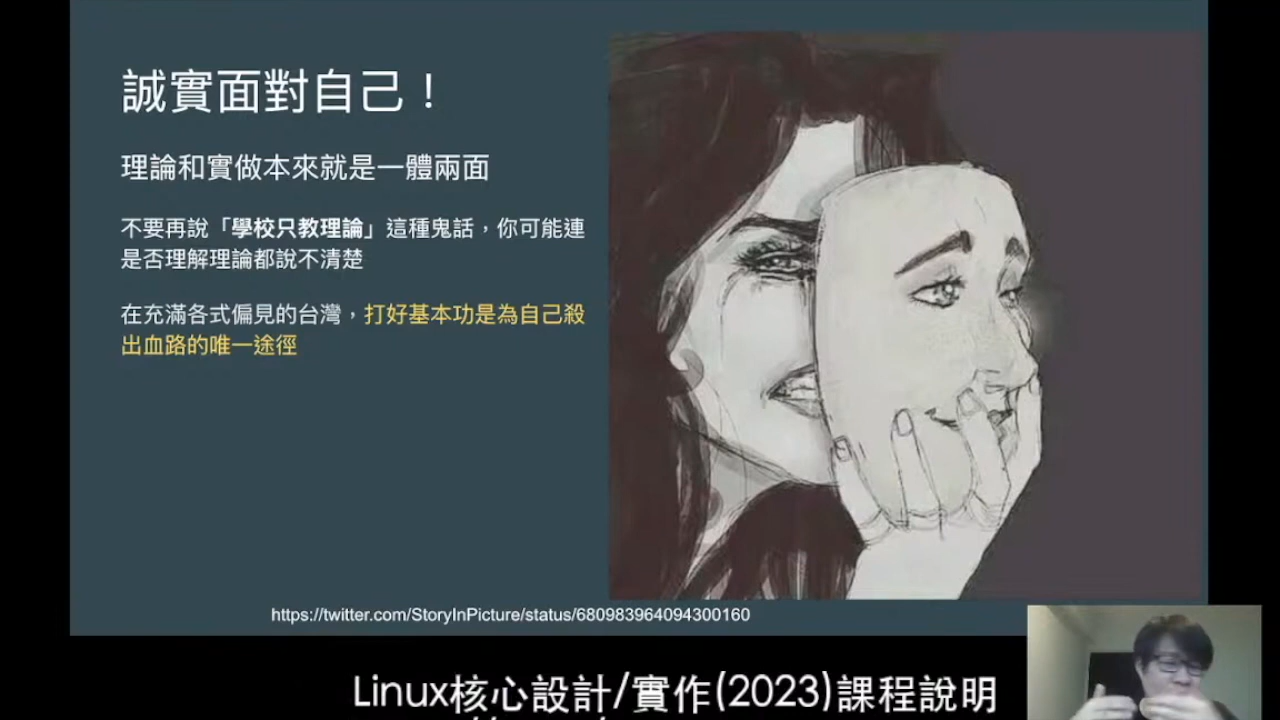 誠實面對自己！
理論和實做本來就是一體兩面
不要再說「學校只教理論」這種鬼話，你可能連
是否理解理論都說不清楚
在充滿各式偏見的台灣，打好基本功是為自己殺
出血路的唯一途徑
https://twitter.com/StoryInPicture/status/680983964094300160
Linux核心設計/實作(2023)課程說明